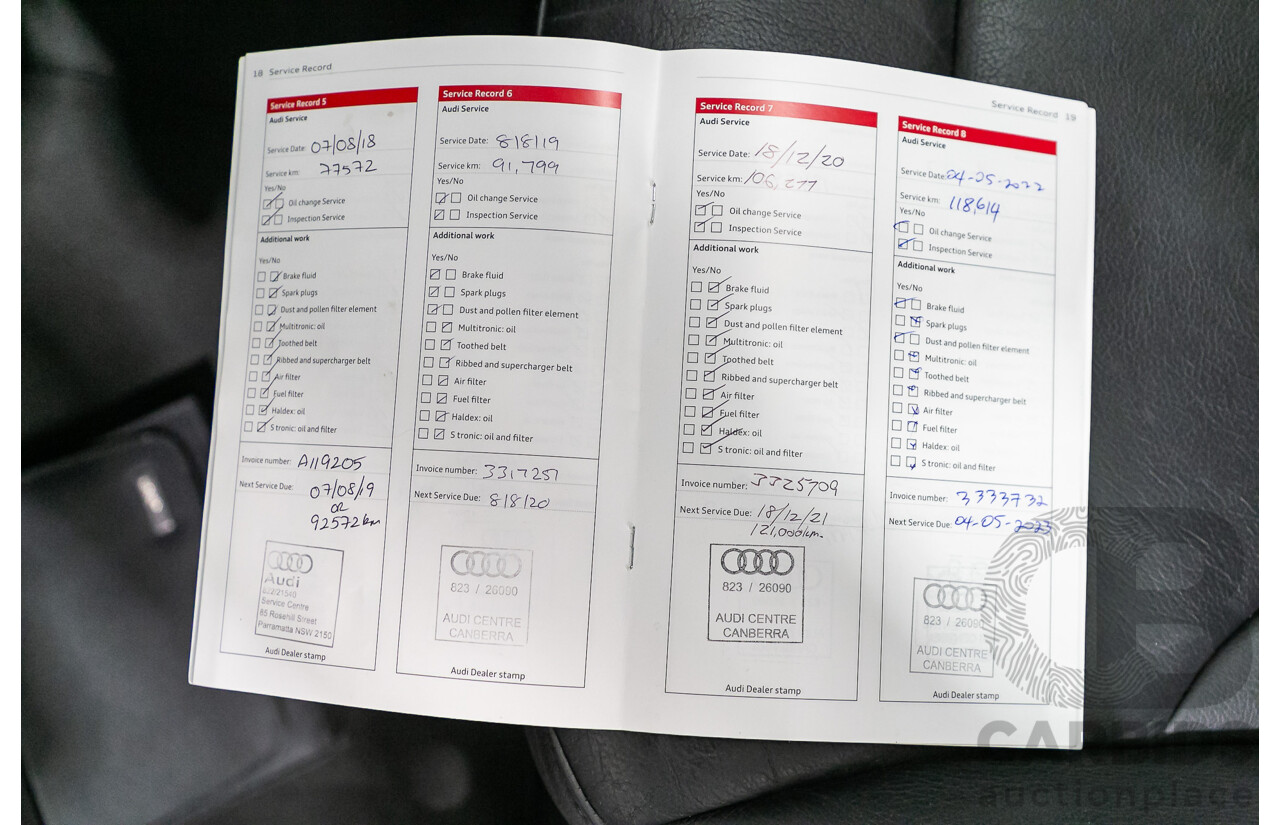 18 Service Record
Service Record 5
Audi Service
Service Date: 07/08/18
Service km: 77572
Yes/No
Oil change Service
Inspection Service
Additional work
Yes/No
Brake fluid
Spark plugs
Dust and pollen filter element
Multitronic: oil
Toothed belt
Ribbed and supercharger belt
Air filter
Fuel filter
Haldex: oil
S tronic: oil and filter
Invoice number: A119205
Next Service Due: 07/08/19
OR
92572km
Audi
Service Centre
85 Rosehill Street
Parramatta NSW 2150
Audi Dealer stamp
Service Record 6
Audi Service
Service Date: 8/8/19
Service km: 91,799
Yes/No
Oil change Service
Inspection Service
Additional work
Yes/No
Brake fluid
Spark plugs
Dust and pollen filter element
Multitronic: oil
Toothed belt
Ribbed and supercharger belt
Air filter
Fuel filter
Haldex: oil
S tronic: oil and filter
Invoice number: 3317251
Next Service Due: 8/8/20
823 / 26090
AUDI CENTRE
CANBERRA
Audi Dealer stamp
Service Record 19
Service Record 7
Audi Service
Service Date: 18/12/20
Service km: 106,277
Yes/No
Oil change Service
Inspection Service
Additional work
Yes/No
Brake fluid
Spark plugs
Dust and pollen filter element
Multitronic: oil
Toothed belt
Ribbed and supercharger belt
Air filter
Fuel filter
Haldex: oil
S tronic: oil and filter
Invoice number: 3325709
Next Service Due: 18/12/21
121,000km.
823 / 26090
AUDI CENTRE
CANBERRA
Audi Dealer stamp
Service Record 8
Audi Service
Service Date: 04-05-2022
Service km: 118,614
Yes/No
Oil change Service
Inspection Service
Additional work
Yes/No
Brake fluid
Spark plugs
Dust and pollen filter element
Multitronic: oil
Toothed belt
Ribbed and supercharger belt
Air filter
Fuel filter
Haldex: oil
S tronic: oil and filter
Invoice number: 3333732
Next Service Due: 04-05-2023
823 / 26090
AUDI CENTRE
CANBERRA
Audi Dealer stamp
auctionplace